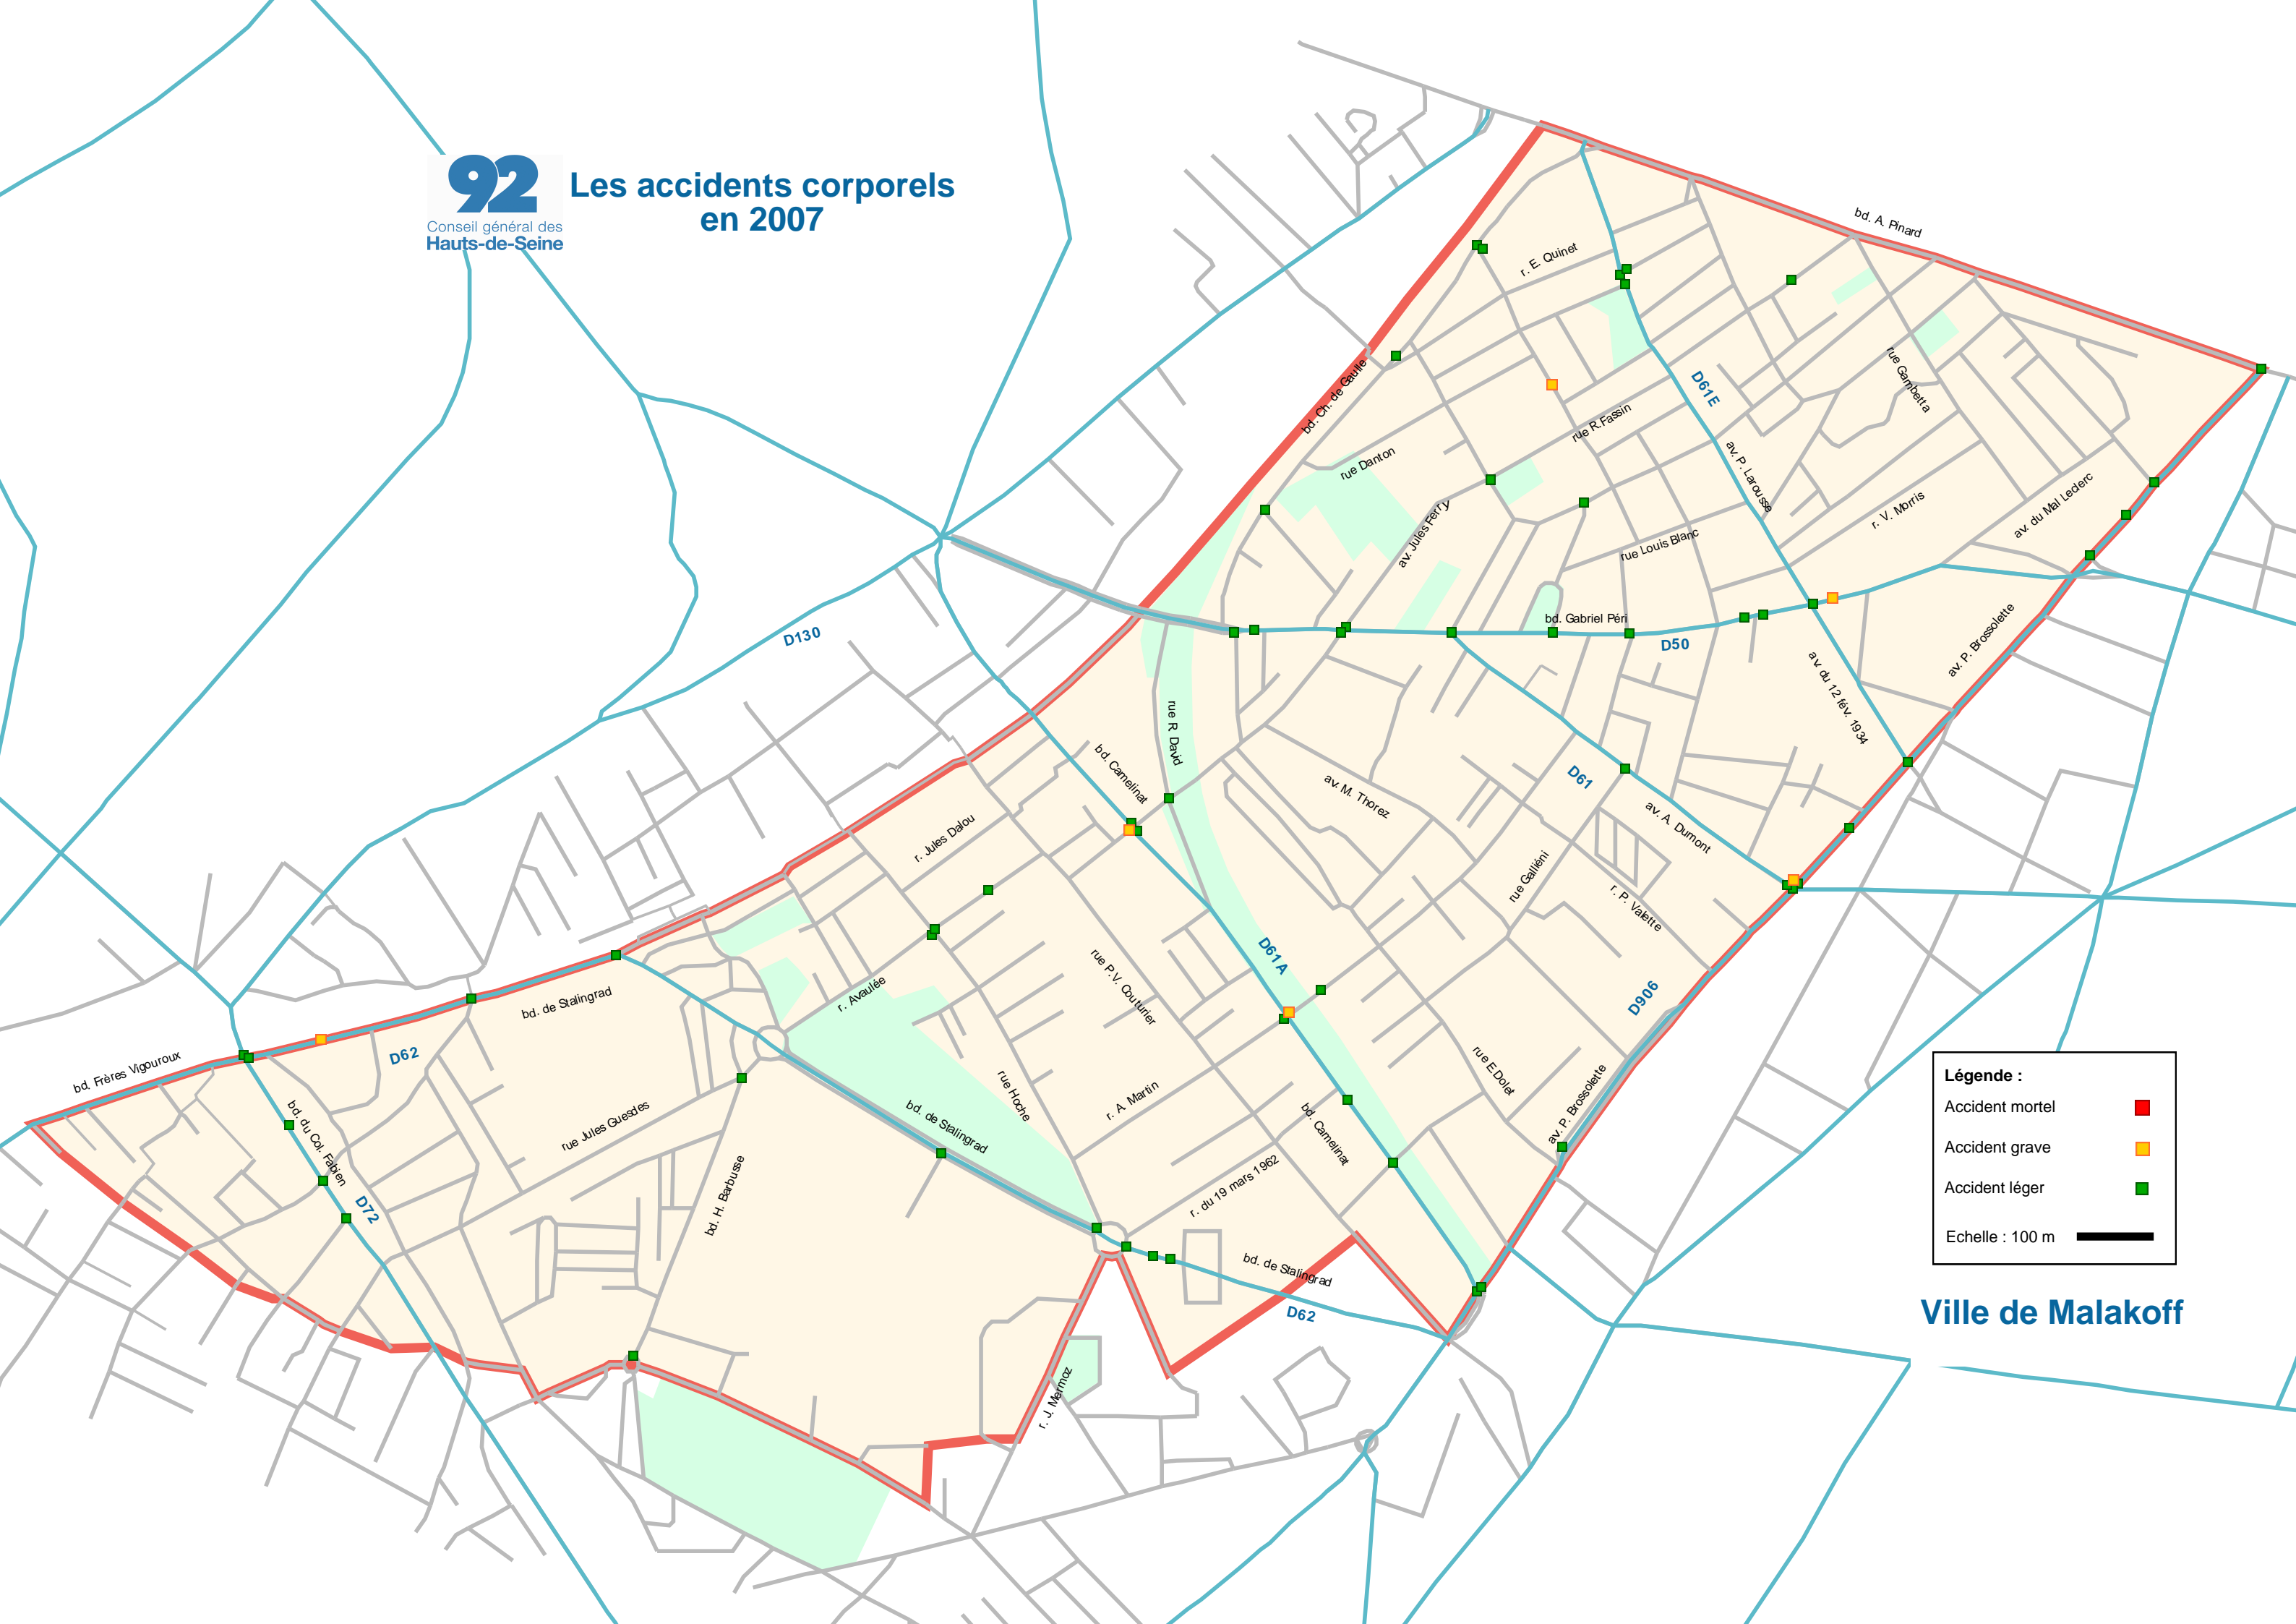 92
Conseil général des
Hauts-de-Seine
Les accidents corporels
en 2007
bd. A. Pinard
r. E. Quinet
bd. Ch. de Gaulle
rue Gambetta
D61E
rue R.Fassin
rue Danton
av. P. Larousse
av. Jules Ferry
r. V. Morris
av. du Mal Leclerc
rue Louis Blanc
bd. Gabriel Péri
D50
D130
av. P. Brossolette
av. du 12 fév. 1934
rue R. David
bd. Camelinat
D61
av. M. Thorez
av. A. Dumont
r. Jules Dalou
rue Galliéni
r. P. Valette
D61A
rue P.V. Couturier
r. Avaulée
D906
bd. de Stalingrad
D62
bd. Frères Vigouroux
rue E.Dolet
av. P. Brossolette
rue Hoche
r. A. Martin
bd. de Stalingrad
bd. Camelinat
rue Jules Guesdes
bd. du Col. Fabien
D72
bd. H. Barbusse
r. du 19 mars 1962
bd. de Stalingrad
D62
r. J. Mermoz
Légende :
Accident mortel
Accident grave
Accident léger
Echelle : 100 m
Ville de Malakoff